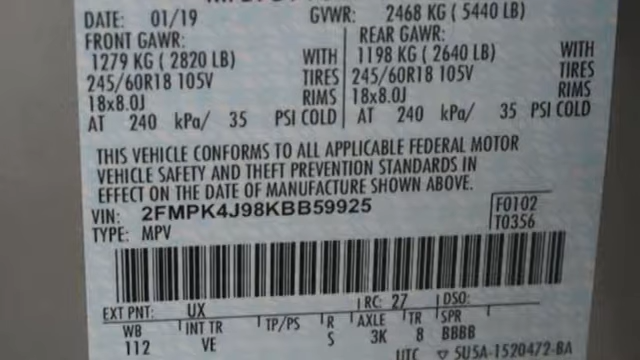 DATE: 01/19 GVWR: 2468 KG ( 5440 LB)
FRONT GAWR: REAR GAWR:
1279 KG ( 2820 LB) WITH 1198 KG ( 2640 LB) WITH
245/60R18 105V TIRES 245/60R18 105V TIRES
18x8.0J RIMS 18x8.0J RIMS
AT 240 kPa/ 35 PSI COLD AT 240 kPa/ 35 PSI COLD
THIS VEHICLE CONFORMS TO ALL APPLICABLE FEDERAL MOTOR
VEHICLE SAFETY AND THEFT PREVENTION STANDARDS IN
EFFECT ON THE DATE OF MANUFACTURE SHOWN ABOVE.
VIN: 2FMPK4J98KBB59925 F0102
TYPE: MPV T0356
EXT PNT: UX RC: 27 DSO:
WB INT TR TP/PS R AXLE TR SPR
112 VE S 3K 8 BBBB
UTC ▽ SU5A-1520472-BA